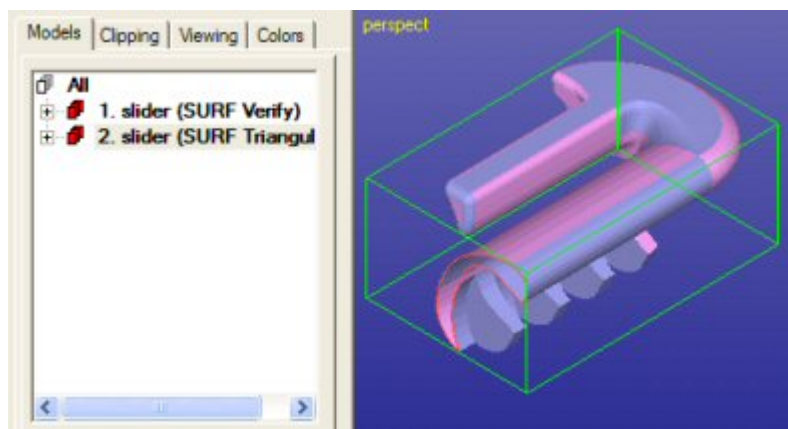 Models Clipping Viewing Colors
perspect
All
1. slider (SURF Verify)
2. slider (SURF Triangul